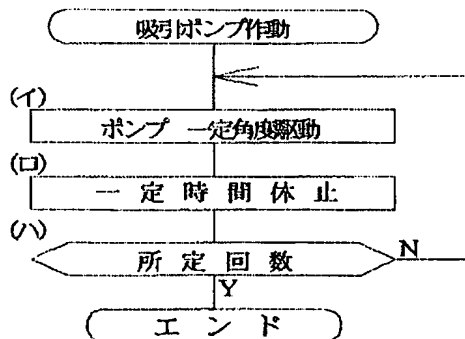 吸引ポンプ作動
(イ)
ポンプ 一定角度駆動
(ロ)
一定時間休止
(ハ)
所定回数 N
Y
エンド